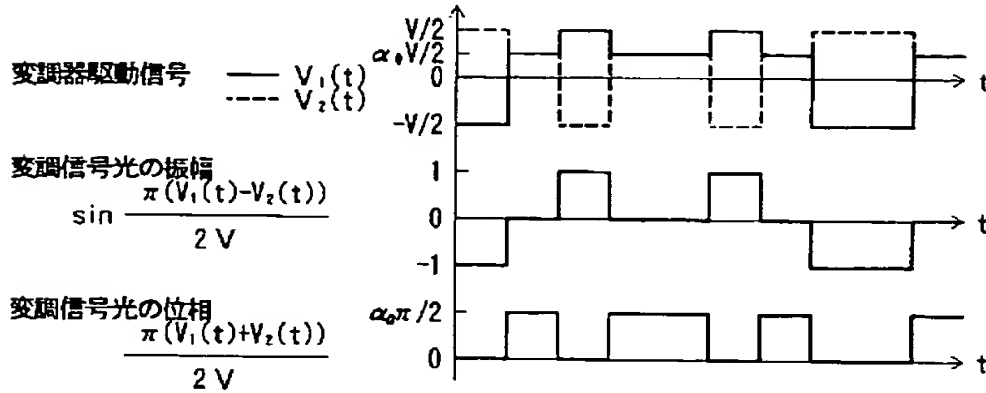 変調器駆動信号
V₁(t)
V₂(t)
V/2
α₀V/2
0
-V/2
t
変調信号光の振幅
sin π(V₁(t)-V₂(t))
2V
1
0
-1
t
変調信号光の位相
π(V₁(t)+V₂(t))
2V
α₀π/2
0
t